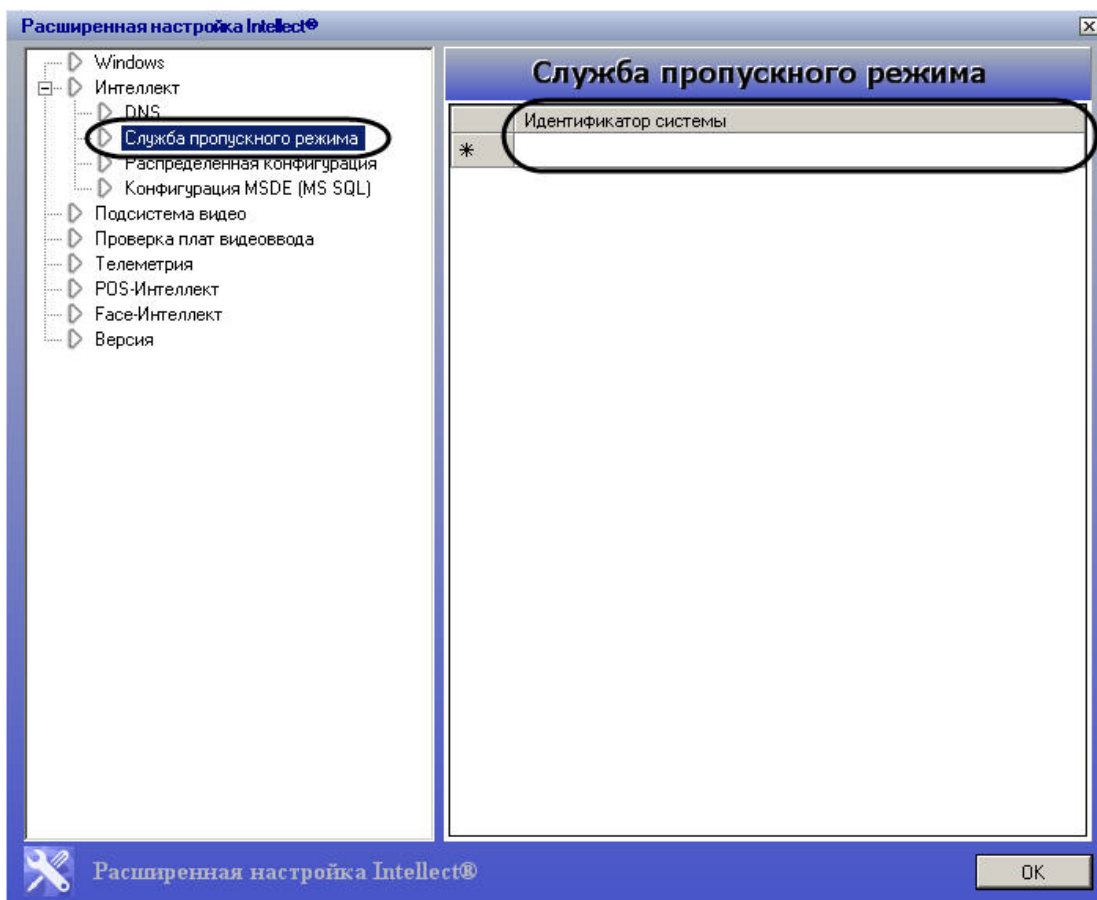 Расширенная настройка Intellect®
Windows
Интеллект
DNS
Служба пропускного режима
Распределенная конфигурация
Конфигурация MSDE (MS SQL)
Подсистема видео
Проверка плат видеоввода
Телеметрия
POS-Интеллект
Face-Интеллект
Версия
Служба пропускного режима
Идентификатор системы
Расширенная настройка Intellect®
OK